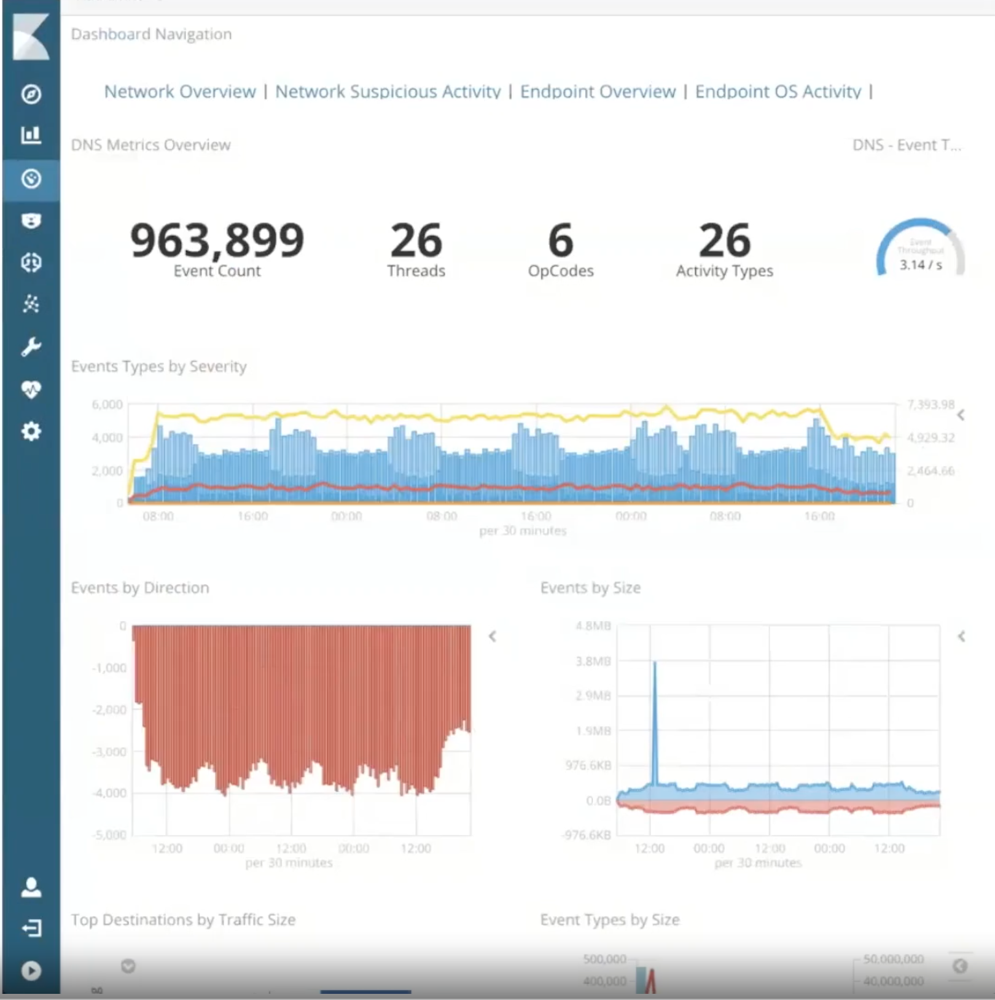 Dashboard Navigation
Network Overview | Network Suspicious Activity | Endpoint Overview | Endpoint OS Activity |
DNS Metrics Overview
DNS - Event T...
963,899
Event Count
26
Threads
6
OpCodes
26
Activity Types
Event
Throughput
3.14 / s
Events Types by Severity
6,000
4,000
2,000
0
7,393.98
4,929.32
2,464.66
0
08:00 16:00 00:00 08:00 16:00 00:00 08:00 16:00
per 30 minutes
Events by Direction
0
-1,000
-2,000
-3,000
-4,000
-5,000
12:00 00:00 12:00 00:00 12:00
per 30 minutes
Events by Size
4.8MB
3.8MB
2.9MB
1.9MB
976.6KB
0.0B
-976.6KB
12:00 00:00 12:00 00:00 12:00
per 30 minutes
Top Destinations by Traffic Size
Event Types by Size
500,000
400,000
50,000,000
40,000,000